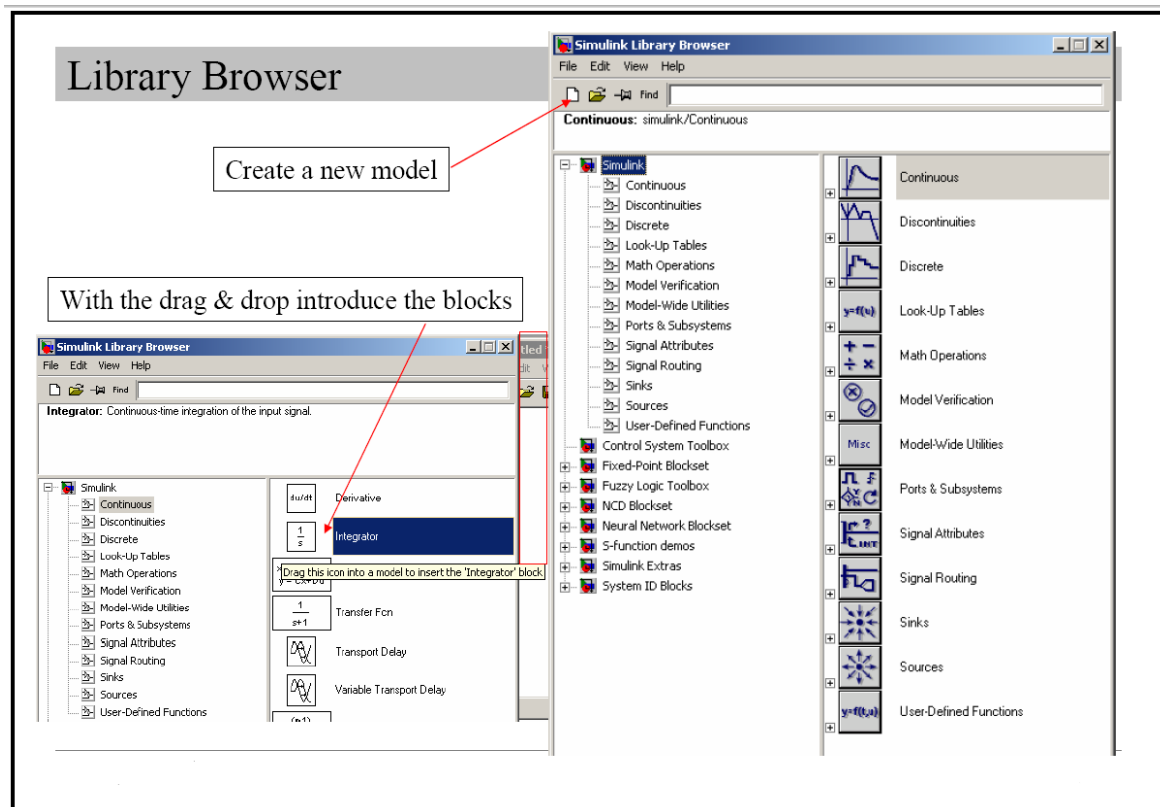 Library Browser
Create a new model
With the drag & drop introduce the blocks
Simulink Library Browser
File Edit View Help
Find
Continuous: simulink/Continuous
Simulink
Continuous
Discontinuities
Discrete
Look-Up Tables
Math Operations
Model Verification
Model-Wide Utilities
Ports & Subsystems
Signal Attributes
Signal Routing
Sinks
Sources
User-Defined Functions
Control System Toolbox
Fixed-Point Blockset
Fuzzy Logic Toolbox
NCD Blockset
Neural Network Blockset
S-function demos
Simulink Extras
System ID Blocks
Continuous
Discontinuities
Discrete
y=f(u) Look-Up Tables
+ − ÷ × Math Operations
Model Verification
Misc Model-Wide Utilities
Ports & Subsystems
Signal Attributes
Signal Routing
Sinks
Sources
y=f(t,u) User-Defined Functions
Simulink Library Browser
File Edit View Help
Find
Integrator: Continuous-time integration of the input signal.
Simulink
Continuous
Discontinuities
Discrete
Look-Up Tables
Math Operations
Model Verification
Model-Wide Utilities
Ports & Subsystems
Signal Attributes
Signal Routing
Sinks
Sources
User-Defined Functions
du/dt Derivative
1
s
Integrator
Drag this icon into a model to insert the 'Integrator' block
1
s+1
Transfer Fcn
Transport Delay
Variable Transport Delay